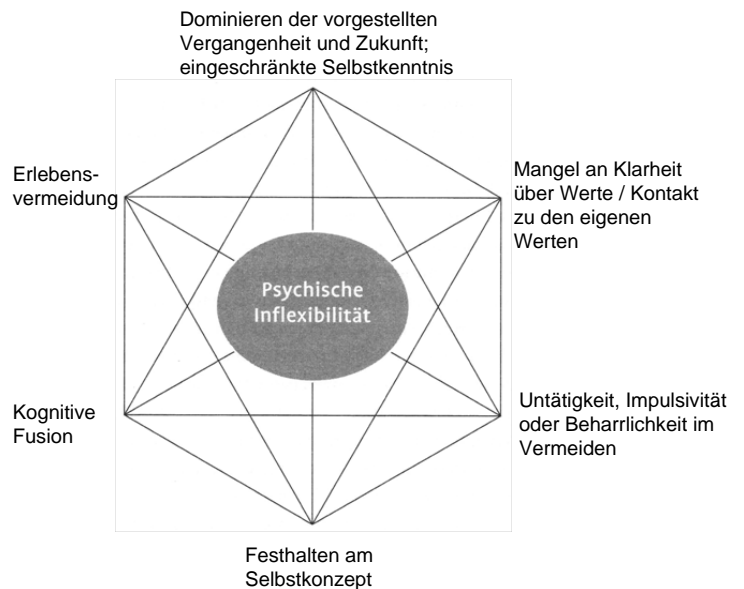 Dominieren der vorgestellten
Vergangenheit und Zukunft;
eingeschränkte Selbstkenntnis
Erlebens-
vermeidung
Mangel an Klarheit
über Werte / Kontakt
zu den eigenen
Werten
Psychische
Inflexibilität
Kognitive
Fusion
Untätigkeit, Impulsivität
oder Beharrlichkeit im
Vermeiden
Festhalten am
Selbstkonzept